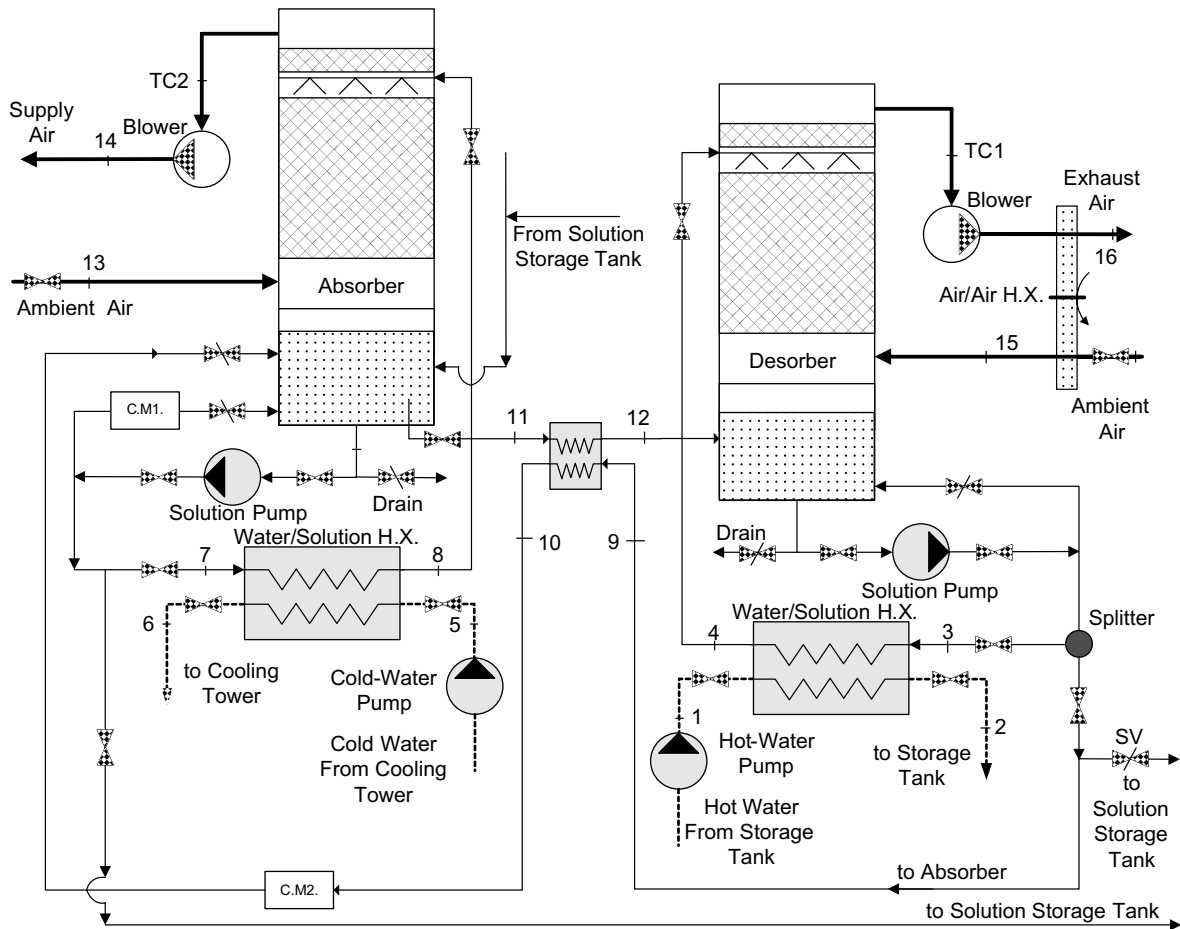 TC2
Supply
Air
14
Blower
13
Ambient Air
Absorber
From Solution
Storage Tank
C.M1.
Solution Pump
Drain
Water/Solution H.X.
7
8
6
5
to Cooling
Tower
Cold-Water
Pump
Cold Water
From Cooling
Tower
11
12
10
9
C.M2.
TC1
Blower
Exhaust
Air
16
Air/Air H.X.
15
Ambient
Air
Desorber
Drain
Solution Pump
Water/Solution H.X.
4
3
Splitter
1
2
Hot-Water
Pump
to Storage
Tank
Hot Water
From Storage
Tank
SV
to
Solution
Storage
Tank
to Absorber
to Solution Storage Tank